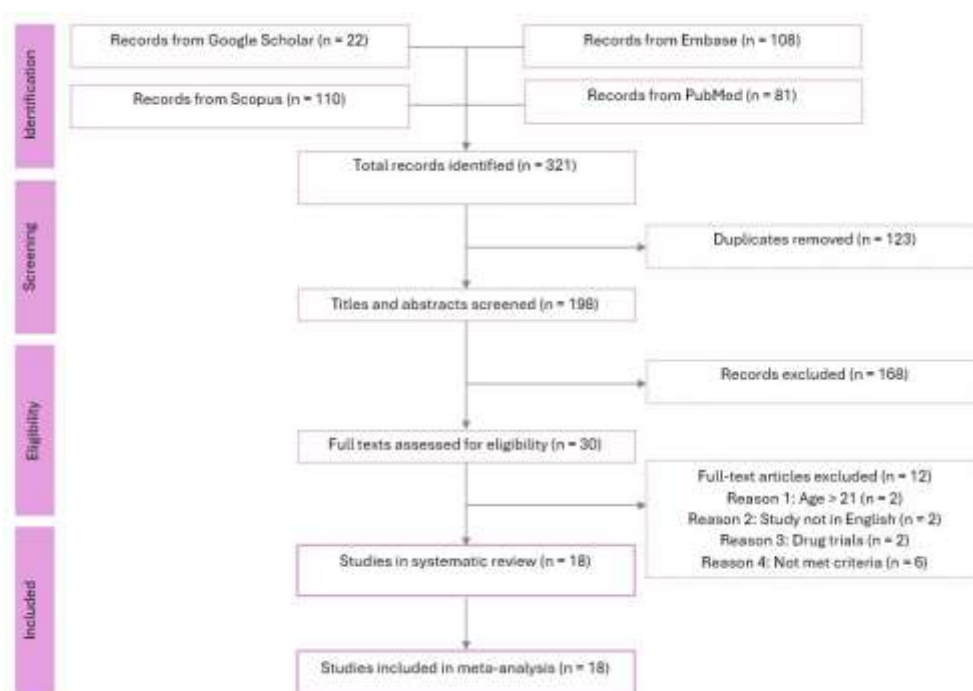 Identification
Records from Google Scholar (n = 22)
Records from Embase (n = 108)
Records from Scopus (n = 110)
Records from PubMed (n = 81)
Total records identified (n = 321)
Screening
Duplicates removed (n = 123)
Titles and abstracts screened (n = 198)
Eligibility
Records excluded (n = 168)
Full texts assessed for eligibility (n = 30)
Full-text articles excluded (n = 12)
Reason 1: Age > 21 (n = 2)
Reason 2: Study not in English (n = 2)
Reason 3: Drug trials (n = 2)
Reason 4: Not met criteria (n = 6)
Included
Studies in systematic review (n = 18)
Studies included in meta-analysis (n = 18)